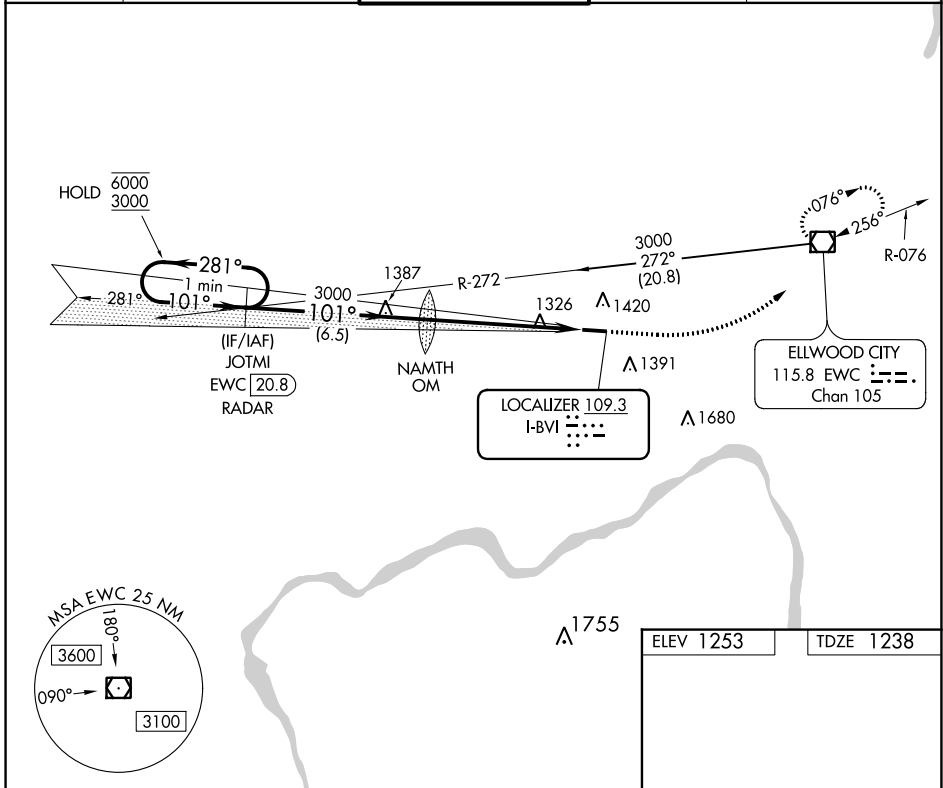 HOLD 6000
3000
281°
1 min
281°
101°
3000
101°
(6.5)
1387
R-272
3000
272°
(20.8)
076°
256°
R-076
1326
1420
1391
1680
(IF/IAF)
JOTMI
EWC 20.8
RADAR
NAMTH
OM
LOCALIZER 109.3
I-BVI
ELLWOOD CITY
115.8 EWC
Chan 105
MSA EWC 25 NM
180°
3600
090°
3100
1755
ELEV 1253
TDZE 1238